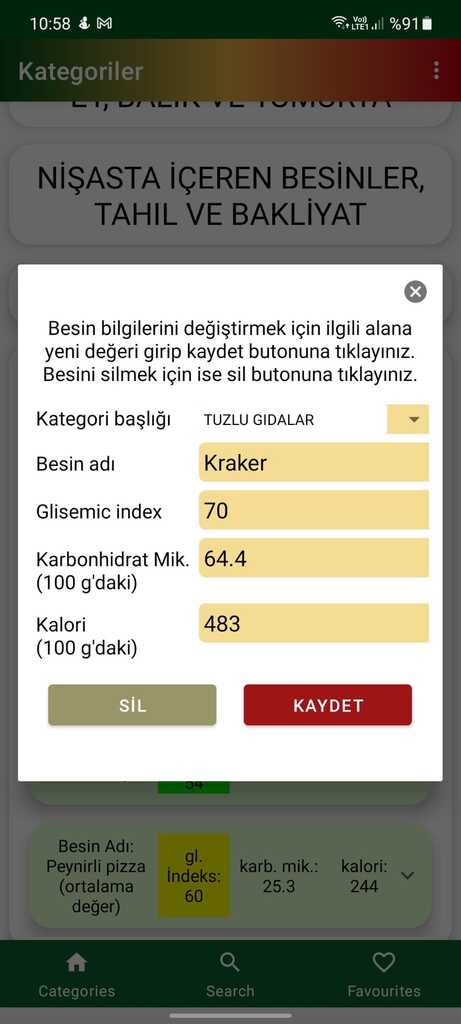 10:58
Vo)) LTE1 %91
Kategoriler
ET, BALIK VE YUMURTA
NİŞASTA İÇEREN BESİNLER,
TAHIL VE BAKLİYAT
Besin bilgilerini değiştirmek için ilgili alana
yeni değeri girip kaydet butonuna tıklayınız.
Besini silmek için ise sil butonuna tıklayınız.
Kategori başlığı TUZLU GIDALAR
Besin adı Kraker
Glisemic index 70
Karbonhidrat Mik. 64.4
(100 g'daki)
Kalori 483
(100 g'daki)
SİL KAYDET
54
Besin Adı:
Peynirli pizza
(ortalama
değer)
gl.
İndeks:
60
karb. mik.:
25.3
kalori:
244
Categories Search Favourites